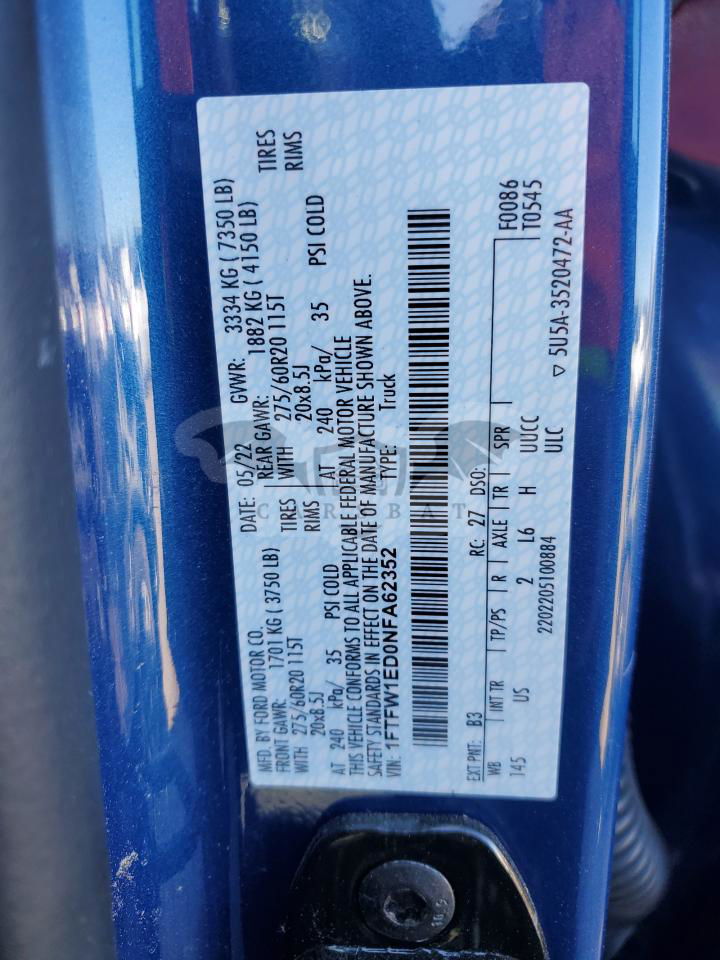 MFD. BY FORD MOTOR CO.
DATE: 05/22 GVWR: 3334 KG ( 7350 LB)
FRONT GAWR: 1701 KG ( 3750 LB) REAR GAWR: 1882 KG ( 4150 LB)
WITH 275/60R20 115T TIRES WITH 275/60R20 115T TIRES
20x8.5J RIMS 20x8.5J RIMS
AT 240 kPa/ 35 PSI COLD AT 240 kPa/ 35 PSI COLD
THIS VEHICLE CONFORMS TO ALL APPLICABLE FEDERAL MOTOR VEHICLE
SAFETY STANDARDS IN EFFECT ON THE DATE OF MANUFACTURE SHOWN ABOVE.
VIN: 1FTFW1ED0NFA62352 TYPE: Truck
EXT PNT: B3 RC: 27 DSO: F0086
WB INT TR TP/PS R AXLE TR SPR T0545
145 US 2 L6 H UUCC
2202205100884 ULC ▽ 5U5A-3520472-AA
CARCBAT
10.9